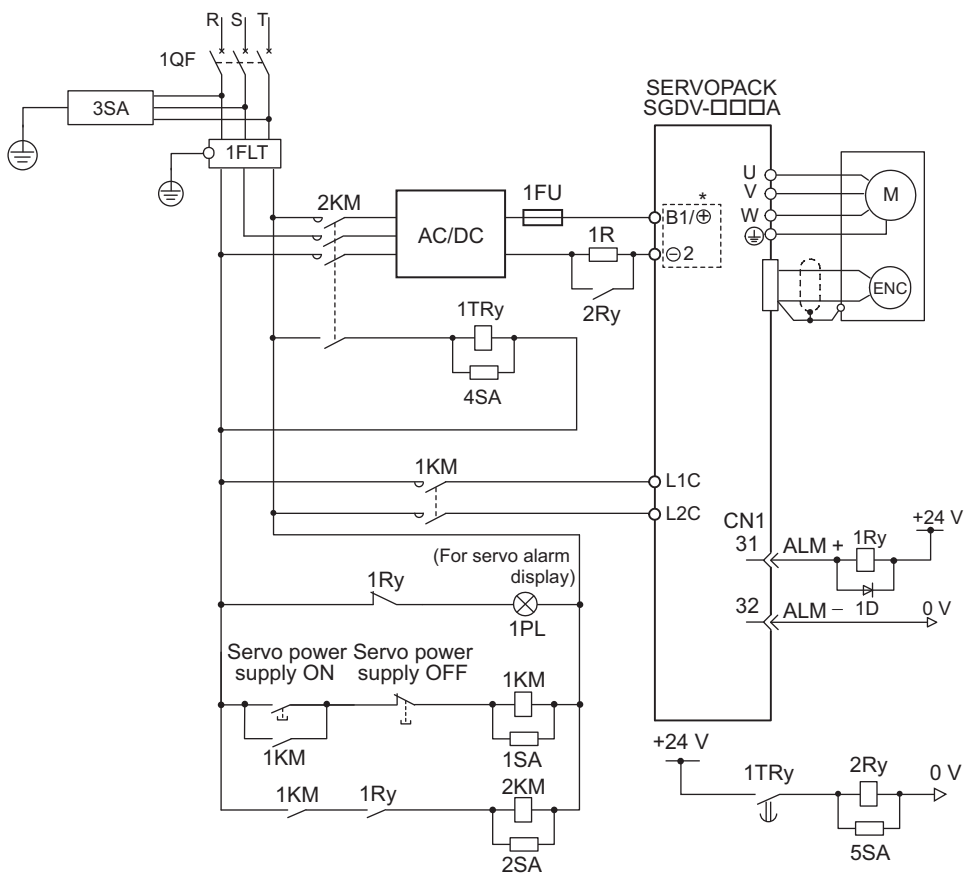 R S T
1QF
3SA
1FLT
SERVOPACK
SGDV-□□□A
2KM
AC/DC
1FU
*
B1/⊕
1R
⊖2
2Ry
U
V
W
M
ENC
1TRy
4SA
1KM
L1C
L2C
CN1
31 ALM +
1Ry
+24 V
1D
32 ALM −
0 V
(For servo alarm
display)
1Ry
1PL
Servo power
supply ON
Servo power
supply OFF
1KM
1KM
1SA
1KM
1Ry
2KM
2SA
+24 V
1TRy
2Ry
0 V
5SA